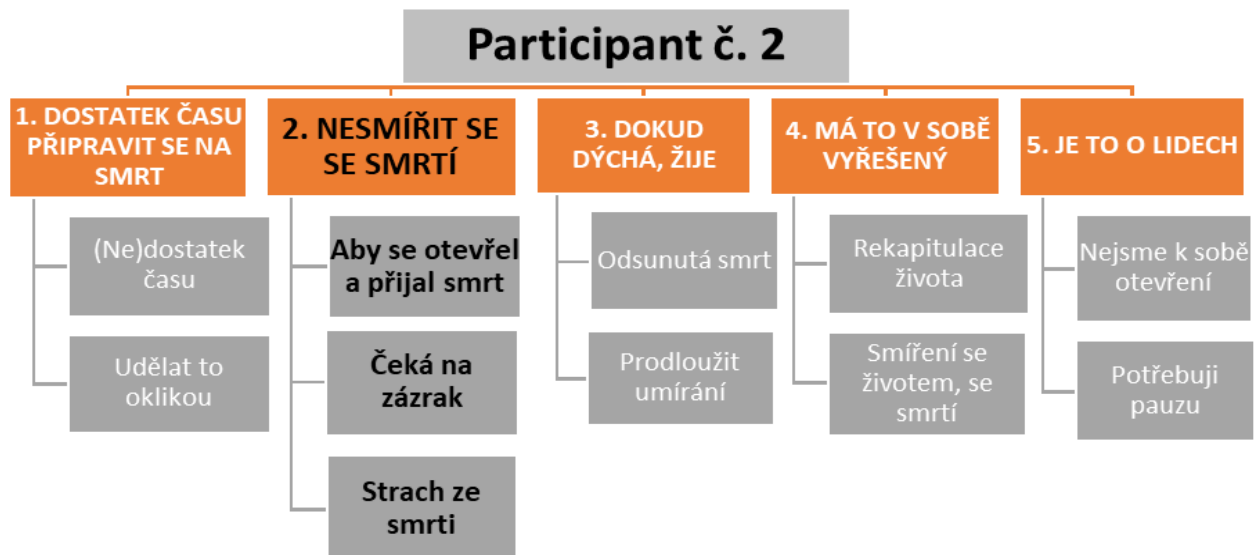 Participant č. 2
1. DOSTATEK ČASU
PŘIPRAVIT SE NA
SMRT
(Ne)dostatek
času
Udělat to
oklikou
2. NESMÍŘIT SE
SE SMRTÍ
Aby se otevřel
a přijal smrt
Čeká na
zázrak
Strach ze
smrti
3. DOKUD
DÝCHÁ, ŽIJE
Odsunutá smrt
Prodloužit
umírání
4. MÁ TO V SOBĚ
VYŘEŠENÝ
Rekapitulace
života
Smíření se
životem, se
smrtí
5. JE TO O LIDECH
Nejsme k sobě
otevření
Potřebuji
pauzu